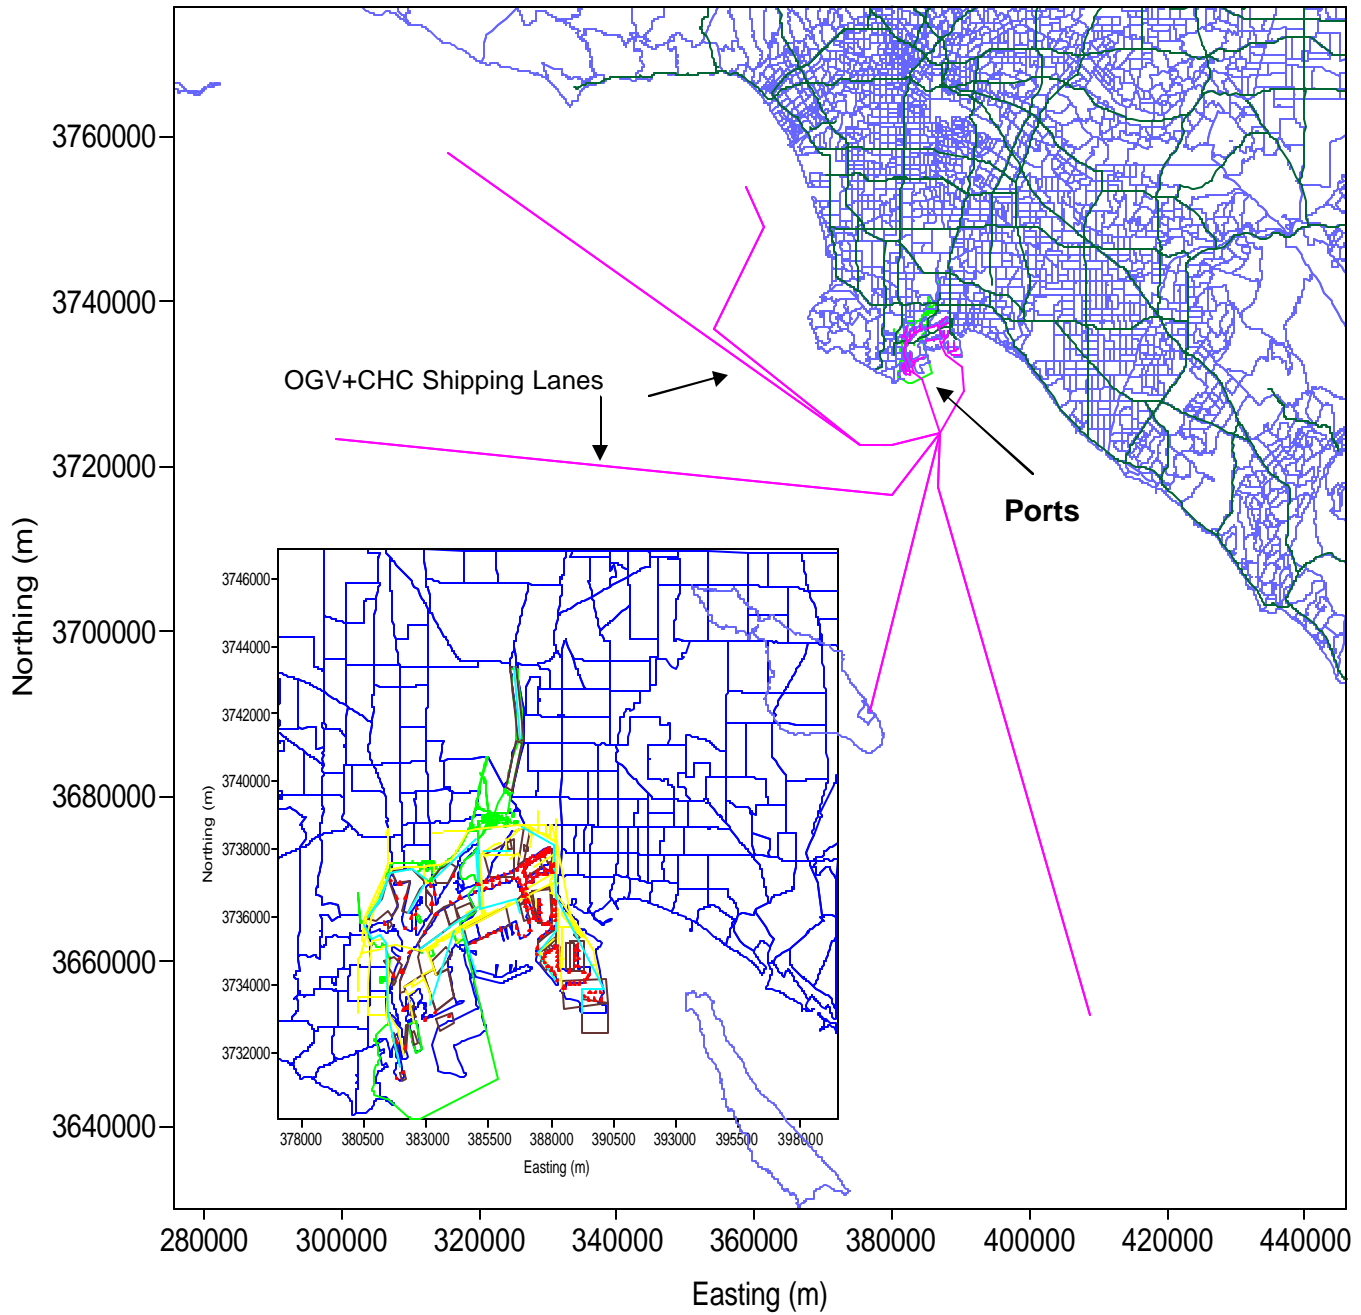 3760000
3740000
OGV+CHC Shipping Lanes
3720000
Ports
Northing (m)
3700000
3680000
3660000
3640000
3746000
3744000
3742000
3740000
Northing (m)
3738000
3736000
3734000
3732000
378000 380500 383000 385500 388000 390500 393000 395500 398000
Easting (m)
280000 300000 320000 340000 360000 380000 400000 420000 440000
Easting (m)